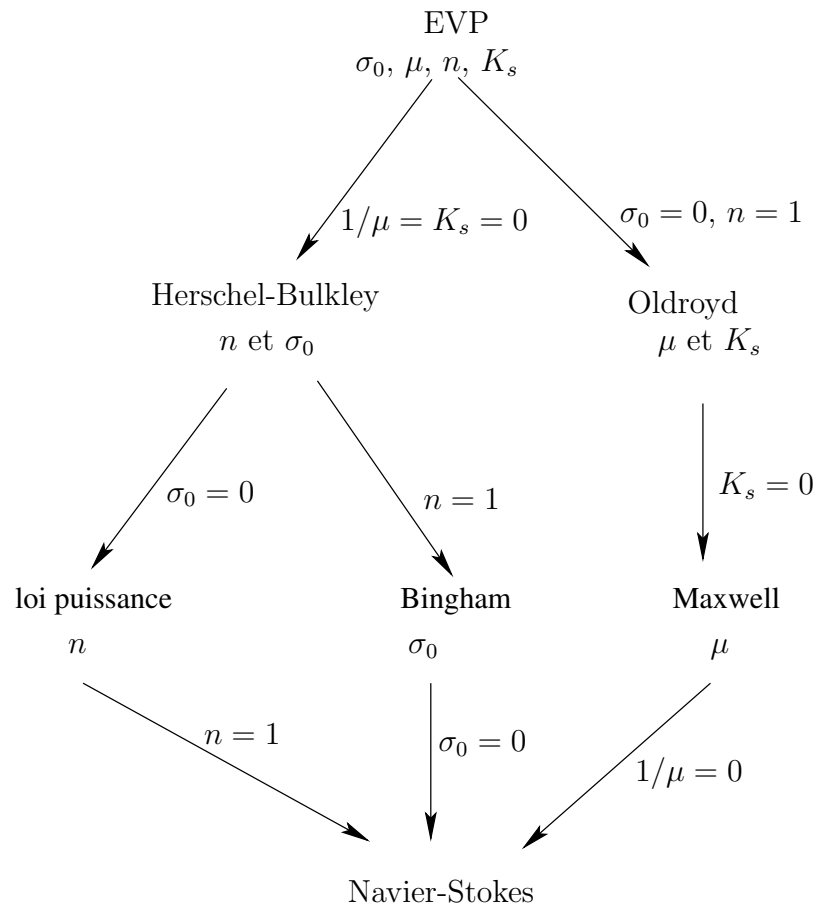 EVP
σ₀, μ, n, Kₛ
1/μ = Kₛ = 0
σ₀ = 0, n = 1
Herschel-Bulkley
Oldroyd
n et σ₀
μ et Kₛ
σ₀ = 0
n = 1
Kₛ = 0
loi puissance
Bingham
Maxwell
n
σ₀
μ
n = 1
σ₀ = 0
1/μ = 0
Navier-Stokes